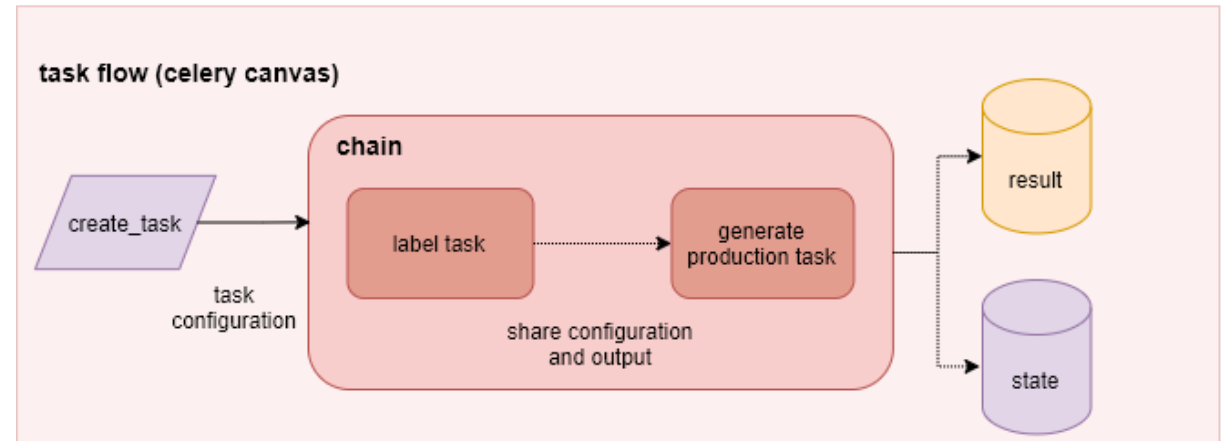 task flow (celery canvas)
chain
create_task
label task
generate
production task
task
configuration
share configuration
and output
result
state